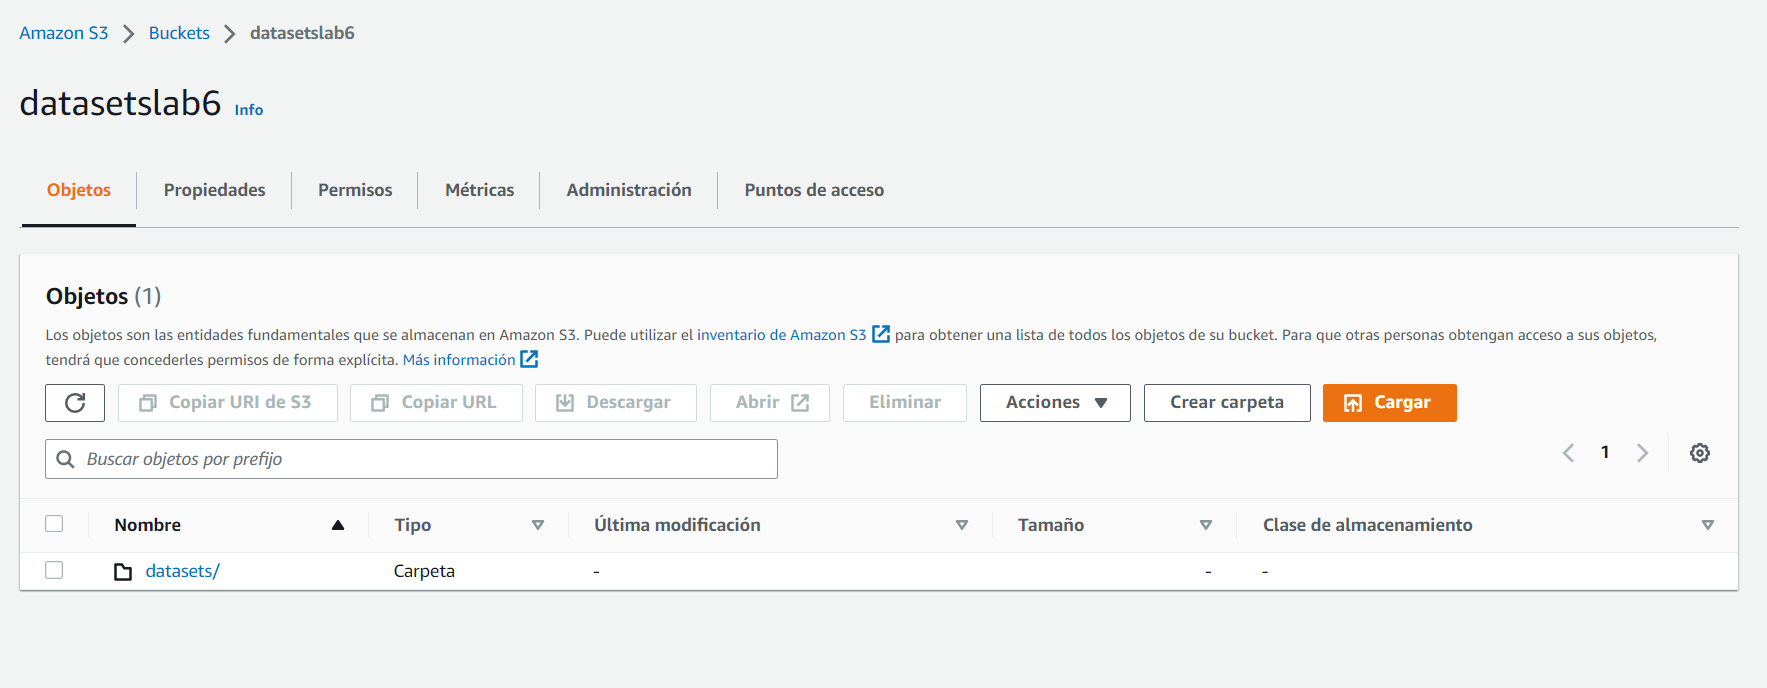 Amazon S3 > Buckets > datasetslab6
datasetslab6 Info
Objetos Propiedades Permisos Métricas Administración Puntos de acceso
Objetos (1)
Los objetos son las entidades fundamentales que se almacenan en Amazon S3. Puede utilizar el inventario de Amazon S3 para obtener una lista de todos los objetos de su bucket. Para que otras personas obtengan acceso a sus objetos,
tendrá que concederles permisos de forma explícita. Más información
Copiar URI de S3 Copiar URL Descargar Abrir Eliminar Acciones Crear carpeta Cargar
Buscar objetos por prefijo 1
Nombre Tipo Última modificación Tamaño Clase de almacenamiento
datasets/ Carpeta - - -